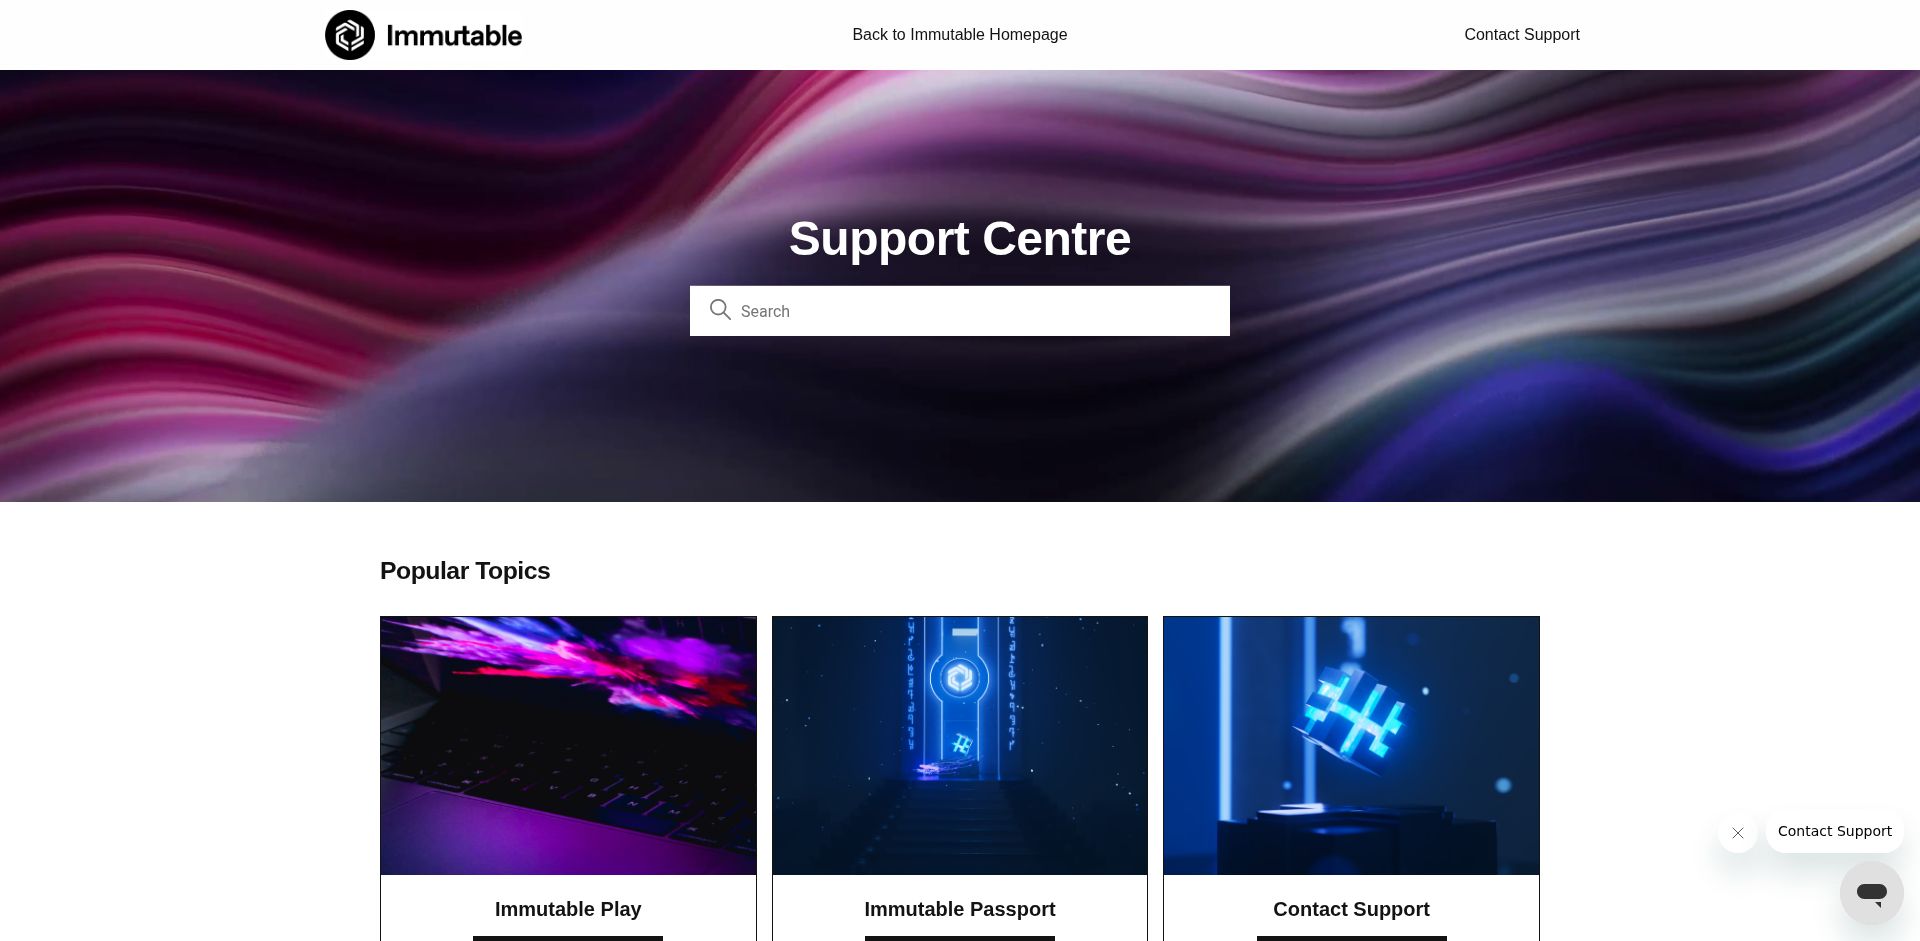 Immutable
Back to Immutable Homepage
Contact Support
Support Centre
Search
Popular Topics
Immutable Play
Immutable Passport
Contact Support
Contact Support